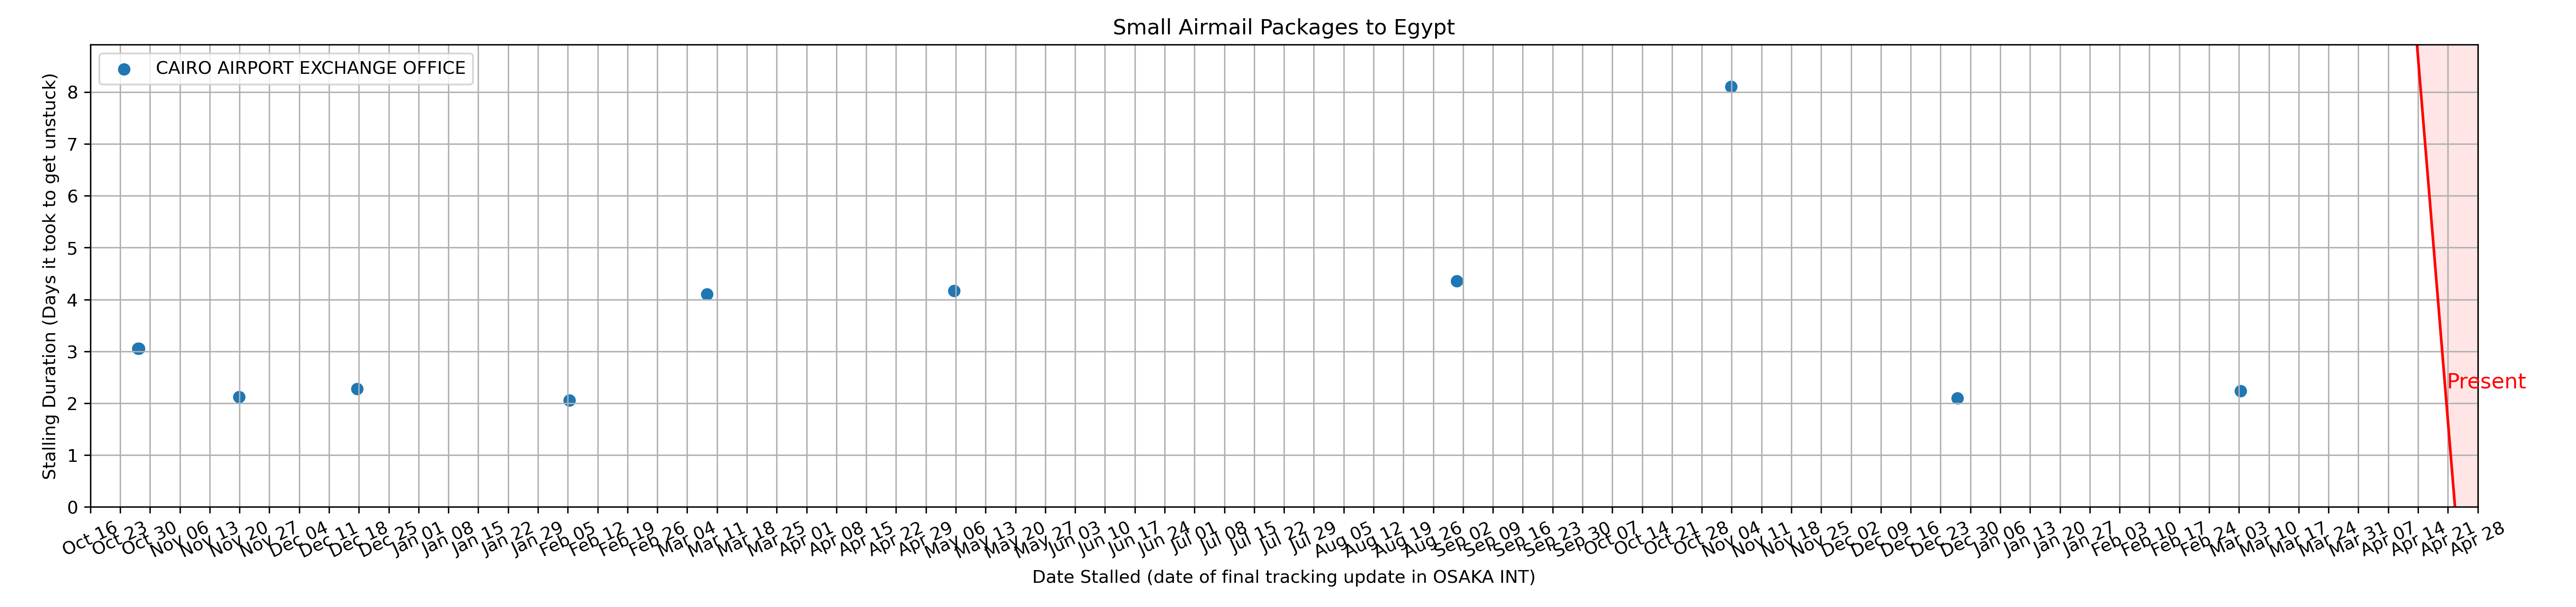 Small Airmail Packages to Egypt
CAIRO AIRPORT EXCHANGE OFFICE
Stalling Duration (Days it took to get unstuck)
8
7
6
5
4
3
2
1
0
Present
Oct 16 Oct 23 Oct 30 Nov 06 Nov 13 Nov 20 Nov 27 Dec 04 Dec 11 Dec 18 Dec 25 Jan 01 Jan 08 Jan 15 Jan 22 Jan 29 Feb 05 Feb 12 Feb 19 Feb 26 Mar 04 Mar 11 Mar 18 Mar 25 Apr 01 Apr 08 Apr 15 Apr 22 Apr 29 May 06 May 13 May 20 May 27 Jun 03 Jun 10 Jun 17 Jun 24 Jul 01 Jul 08 Jul 15 Jul 22 Jul 29 Aug 05 Aug 12 Aug 19 Aug 26 Sep 02 Sep 09 Sep 16 Sep 23 Sep 30 Oct 07 Oct 14 Oct 21 Oct 28 Nov 04 Nov 11 Nov 18 Nov 25 Dec 02 Dec 09 Dec 16 Dec 23 Dec 30 Jan 06 Jan 13 Jan 20 Jan 27 Feb 03 Feb 10 Feb 17 Feb 24 Mar 03 Mar 10 Mar 17 Mar 24 Mar 31 Apr 07 Apr 14 Apr 21 Apr 28
Date Stalled (date of final tracking update in OSAKA INT)